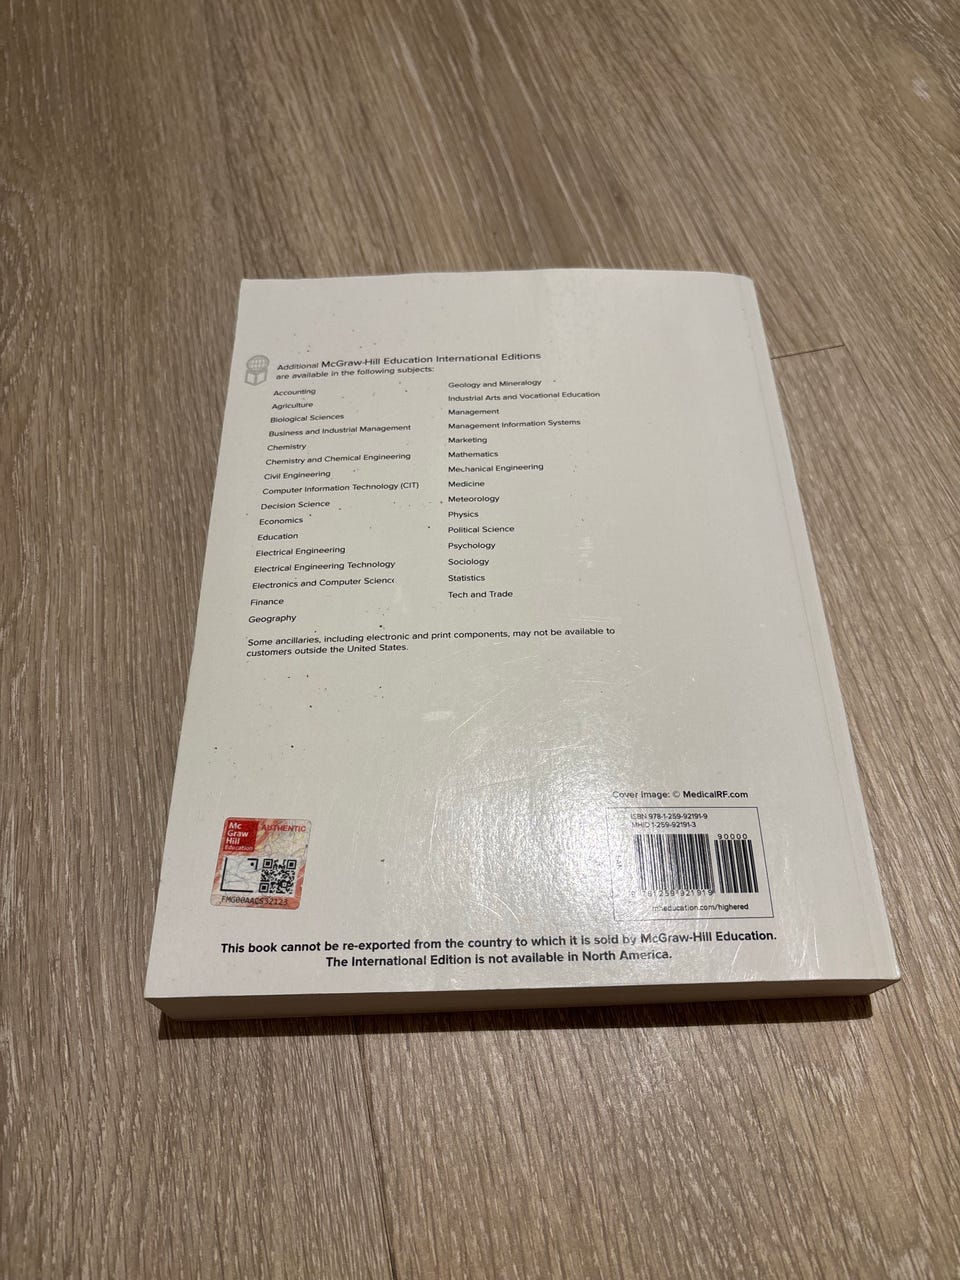 Additional McGraw-Hill Education International Editions
are available in the following subjects:
Accounting
Agriculture
Biological Sciences
Business and Industrial Management
Chemistry
Chemistry and Chemical Engineering
Civil Engineering
Computer Information Technology (CIT)
Decision Science
Economics
Education
Electrical Engineering
Electrical Engineering Technology
Electronics and Computer Science
Finance
Geography
Geology and Mineralogy
Industrial Arts and Vocational Education
Management
Management Information Systems
Marketing
Mathematics
Mechanical Engineering
Medicine
Meteorology
Physics
Political Science
Psychology
Sociology
Statistics
Tech and Trade
Some ancillaries, including electronic and print components, may not be available to
customers outside the United States.
Cover Image: © MedicalRF.com
ISBN 978-1-259-92191-9
MHID 1-259-92191-3
90000
9 781259 921919
mheducation.com/highered
Mc
Graw
Hill
Education
AUTHENTIC
FMG00AACS32123
This book cannot be re-exported from the country to which it is sold by McGraw-Hill Education.
The International Edition is not available in North America.